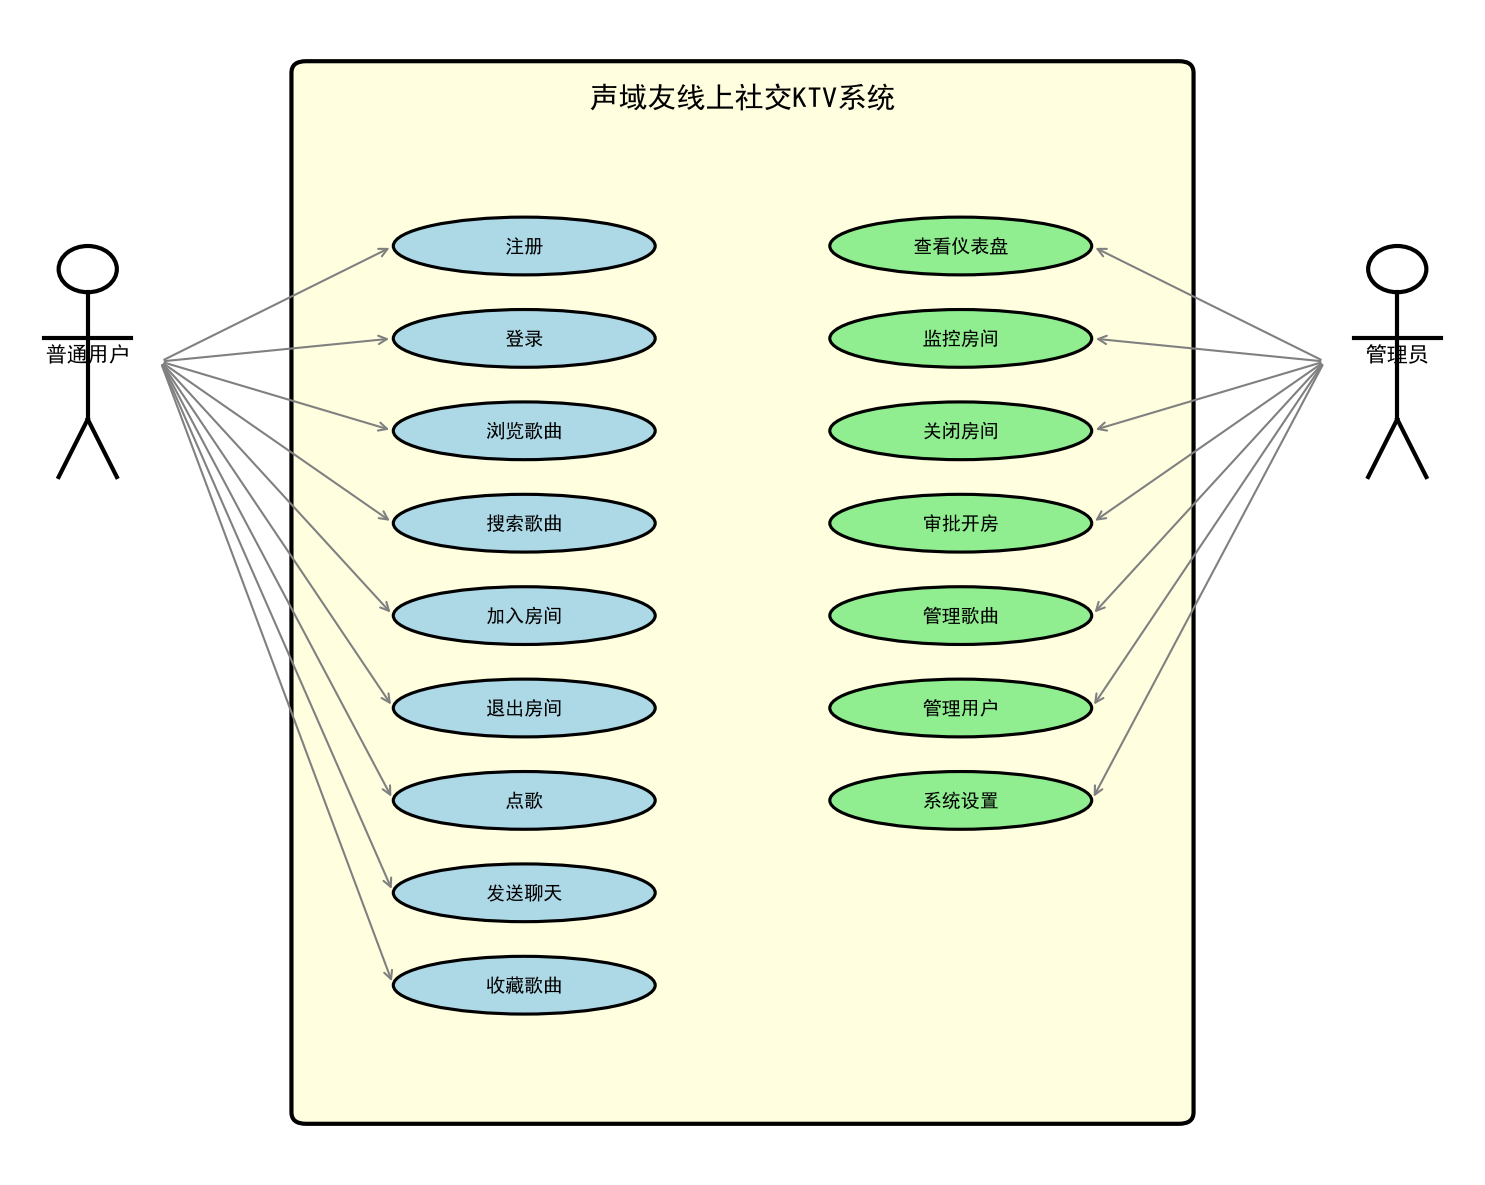 声域友线上社交KTV系统
普通用户
注册
登录
浏览歌曲
搜索歌曲
加入房间
退出房间
点歌
发送聊天
收藏歌曲
查看仪表盘
监控房间
关闭房间
审批开房
管理歌曲
管理用户
系统设置
管理员